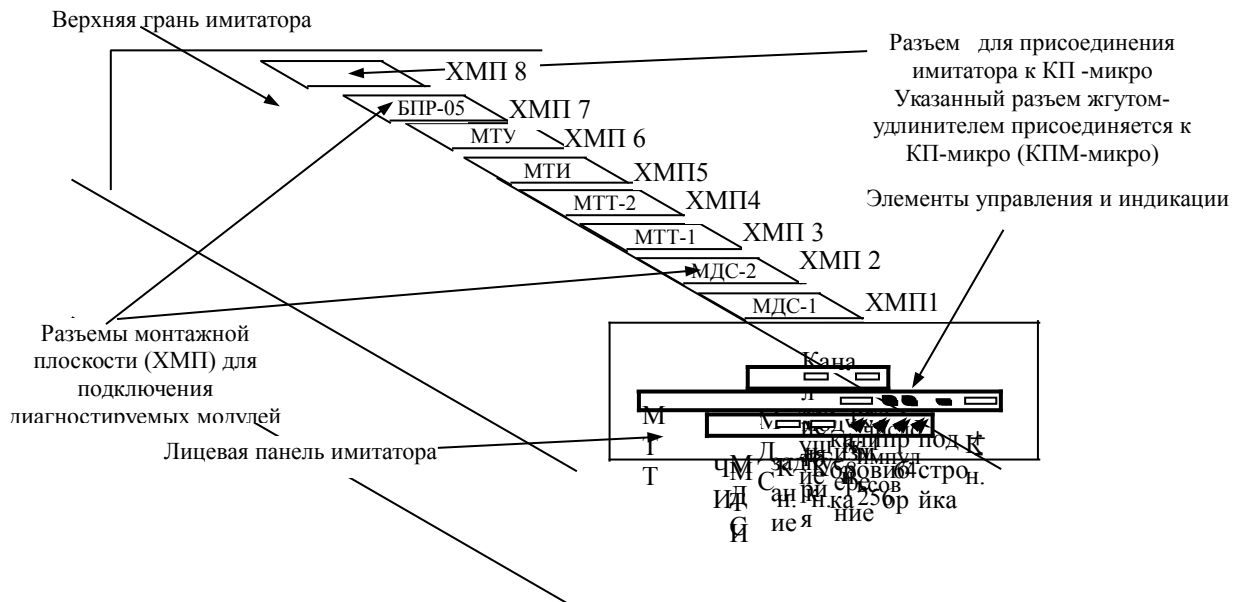 Верхняя грань имитатора
Разъем для присоединения
имитатора к КП -микро
Указанный разъем жгутом-
удлинителем присоединяется к
КП-микро (КПМ-микро)
Элементы управления и индикации
ХМП 8
БПР-05 ХМП 7
МТУ ХМП 6
МТИ ХМП5
МТТ-2 ХМП4
МТТ-1 ХМП 3
МДС-2 ХМП 2
МДС-1 ХМП1
Разъемы монтажной
плоскости (ХМП) для
подключения
диагностируемых модулей
Лицевая панель имитатора